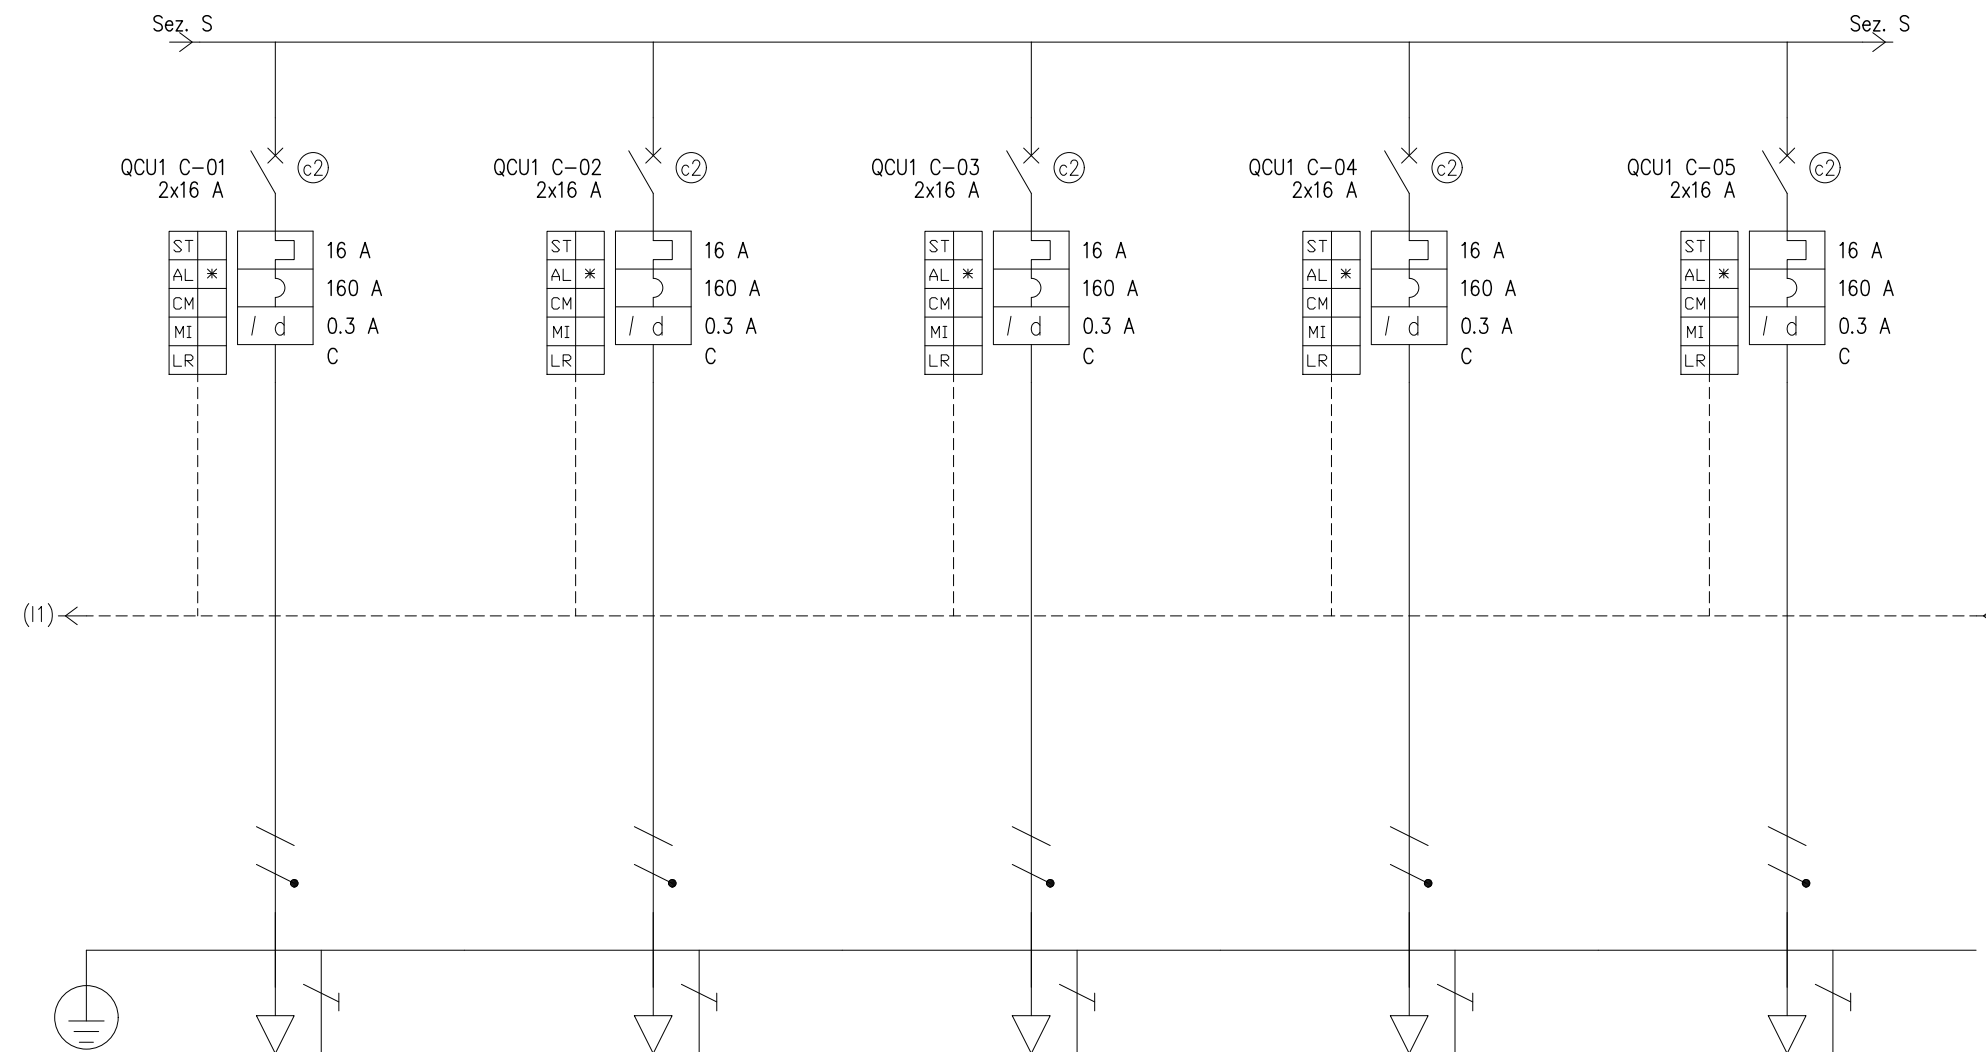 Sez. S
Sez. S
QCU1 C-01
2x16 A
c2
ST
AL *
CM
MI
LR
16 A
160 A
I d
0.3 A
C
QCU1 C-02
2x16 A
c2
ST
AL *
CM
MI
LR
16 A
160 A
I d
0.3 A
C
QCU1 C-03
2x16 A
c2
ST
AL *
CM
MI
LR
16 A
160 A
I d
0.3 A
C
QCU1 C-04
2x16 A
c2
ST
AL *
CM
MI
LR
16 A
160 A
I d
0.3 A
C
QCU1 C-05
2x16 A
c2
ST
AL *
CM
MI
LR
16 A
160 A
I d
0.3 A
C
(I1)